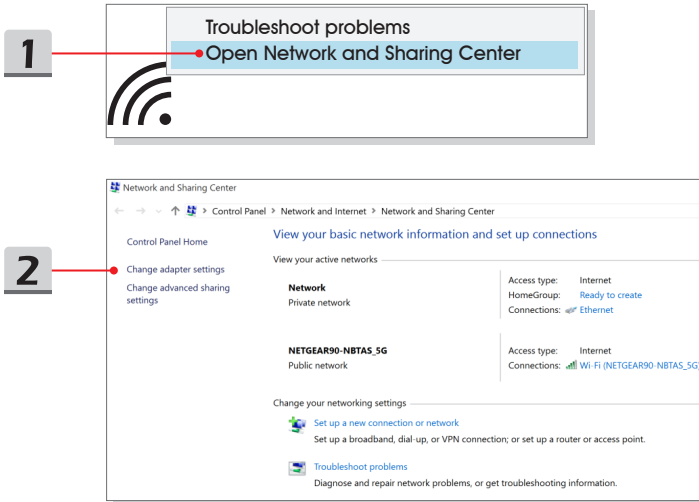 Troubleshoot problems
1
Open Network and Sharing Center
Network and Sharing Center
Control Panel > Network and Internet > Network and Sharing Center
Control Panel Home
View your basic network information and set up connections
View your active networks
2
Change adapter settings
Change advanced sharing
settings
Network
Private network
Access type: Internet
HomeGroup: Ready to create
Connections: Ethernet
NETGEAR90-NBTAS_5G
Public network
Access type: Internet
Connections: Wi-Fi (NETGEAR90-NBTAS_5G)
Change your networking settings
Set up a new connection or network
Set up a broadband, dial-up, or VPN connection; or set up a router or access point.
Troubleshoot problems
Diagnose and repair network problems, or get troubleshooting information.